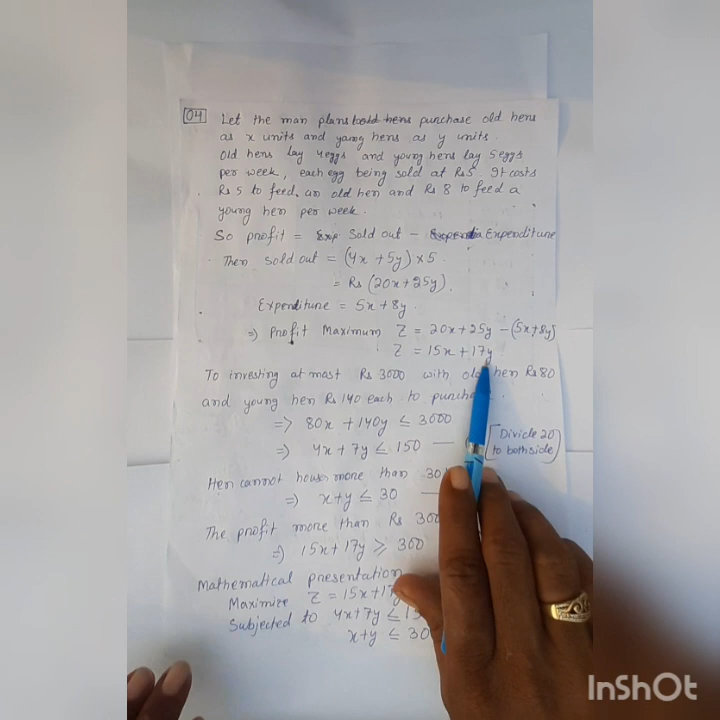 04 Let the man plans purchase old hens
as x units and young hens as y units.
Old hens lay 4eggs and young hens lay 5eggs
per week, each egg being sold at Rs5. It costs
Rs 5 to feed an old hen and Rs 8 to feed a
young hen per week.
So profit = Sold out - Expenditure
Then sold out = (4x + 5y) × 5
= Rs (20x + 25y).
Expenditure = 5x + 8y.
⇒ Profit Maximum Z = 20x + 25y - (5x + 8y)
Z = 15x + 17y
To investing at most Rs 3000 with old hen Rs 80
and young hen Rs 140 each to
⇒ 80x + 140y ≤ 3000
⇒ 4x + 7y ≤ 150 — [Divide 20
to bothside]
Hen cannot house more than 30
⇒ x+y ≤ 30 —
The profit more than Rs 300
⇒ 15x + 17y ≥ 300
Mathematical presentation
Maximize Z = 15x + 17y
Subjected to 4x+7y ≤
x+y ≤ 30
InShOt